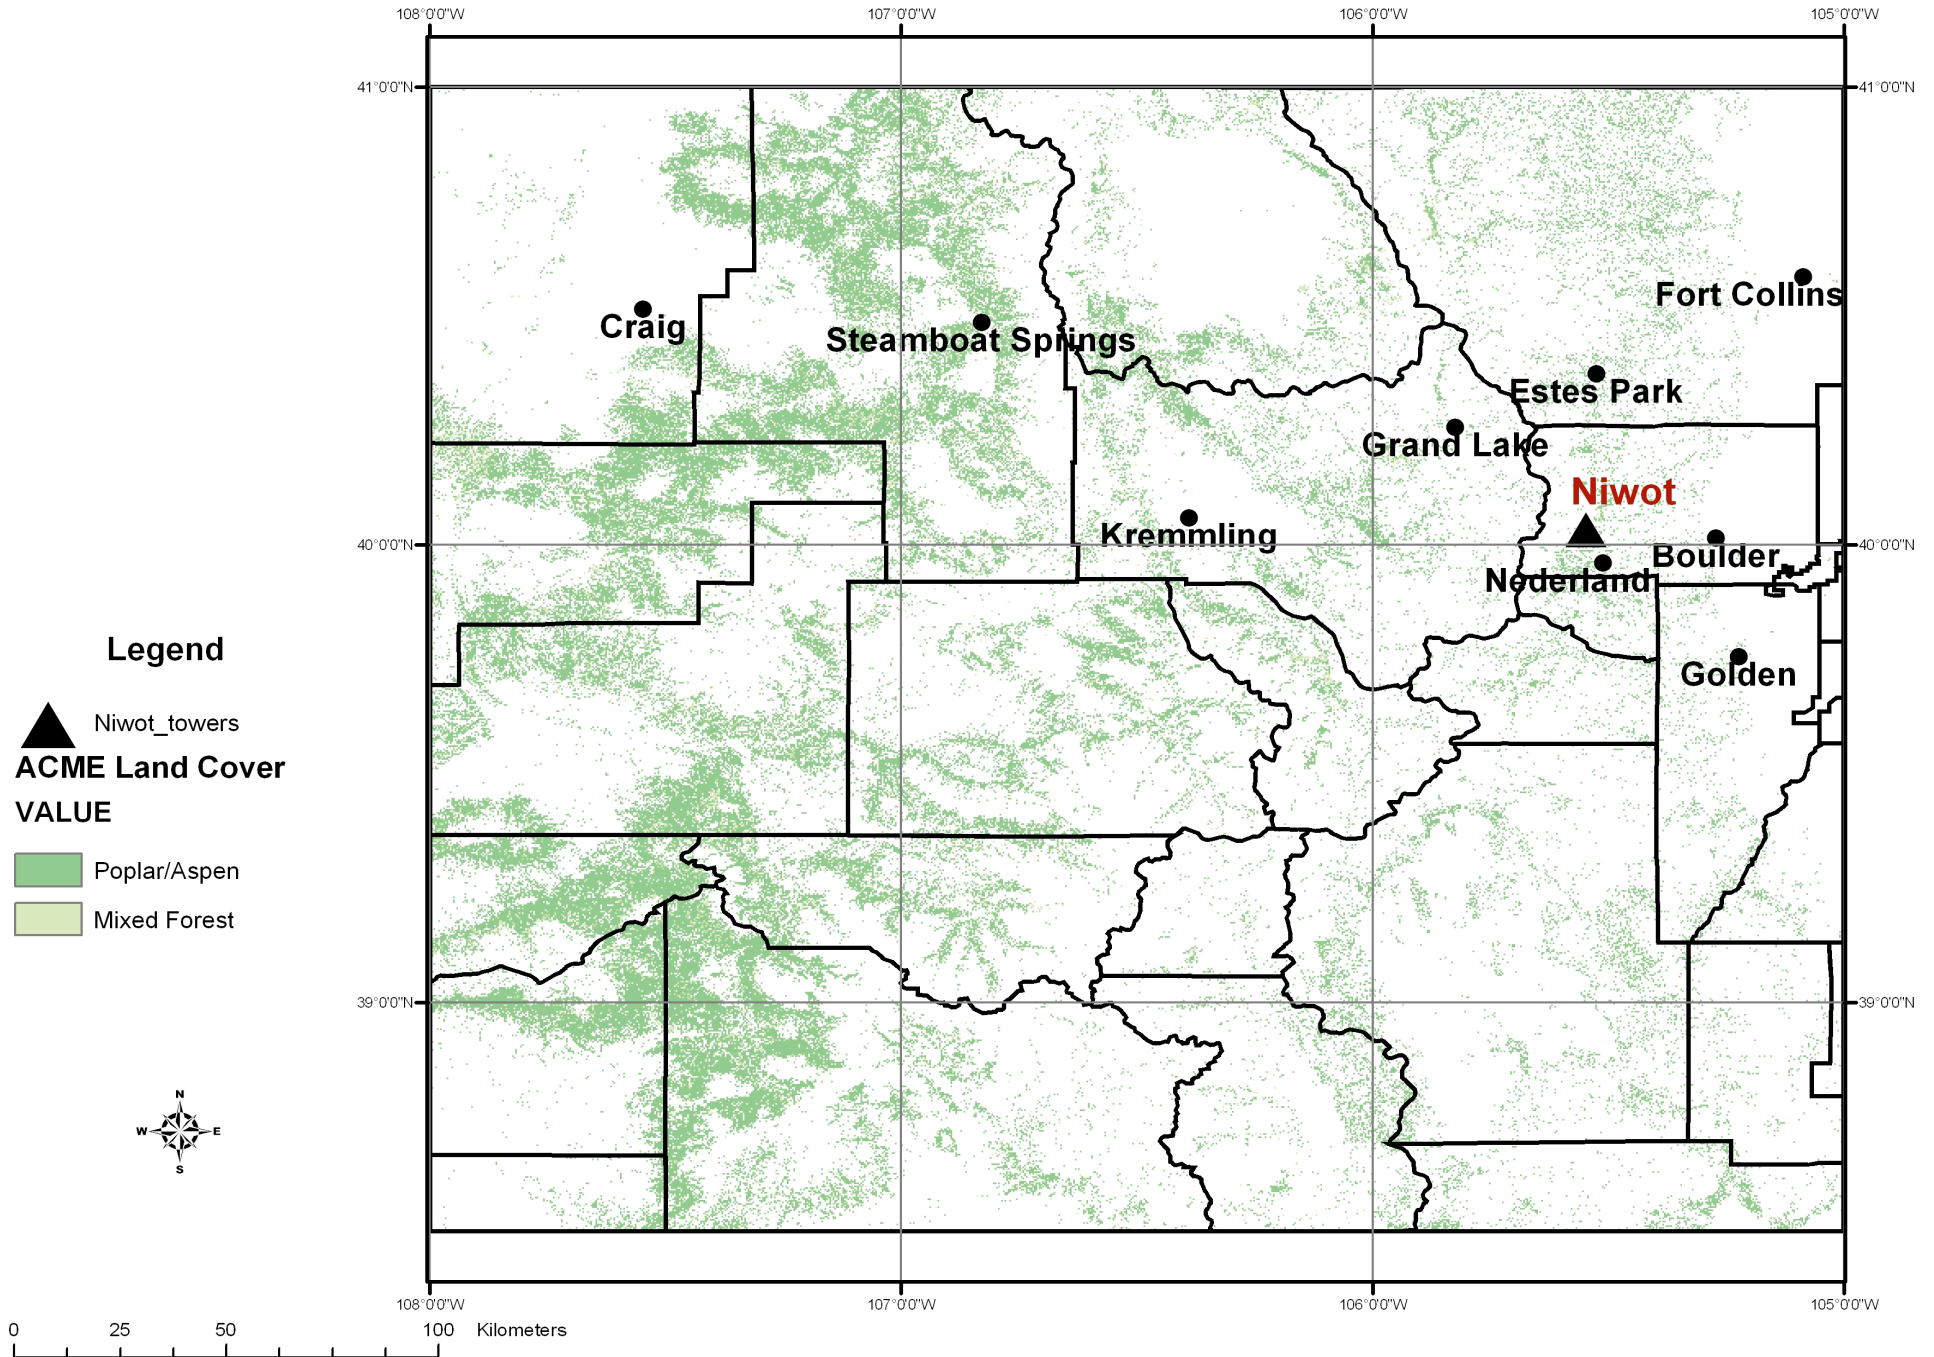 108°0'0"W
107°0'0"W
106°0'0"W
105°0'0"W
41°0'0"N
41°0'0"N
Fort Collins
Craig
Steamboat Springs
Estes Park
Grand Lake
Niwot
Kremmling
40°0'0"N
40°0'0"N
Boulder
Nederland
Golden
Legend
Niwot_towers
ACME Land Cover
VALUE
Poplar/Aspen
Mixed Forest
39°0'0"N
39°0'0"N
N
W
E
S
108°0'0"W
107°0'0"W
106°0'0"W
105°0'0"W
0
25
50
100
Kilometers